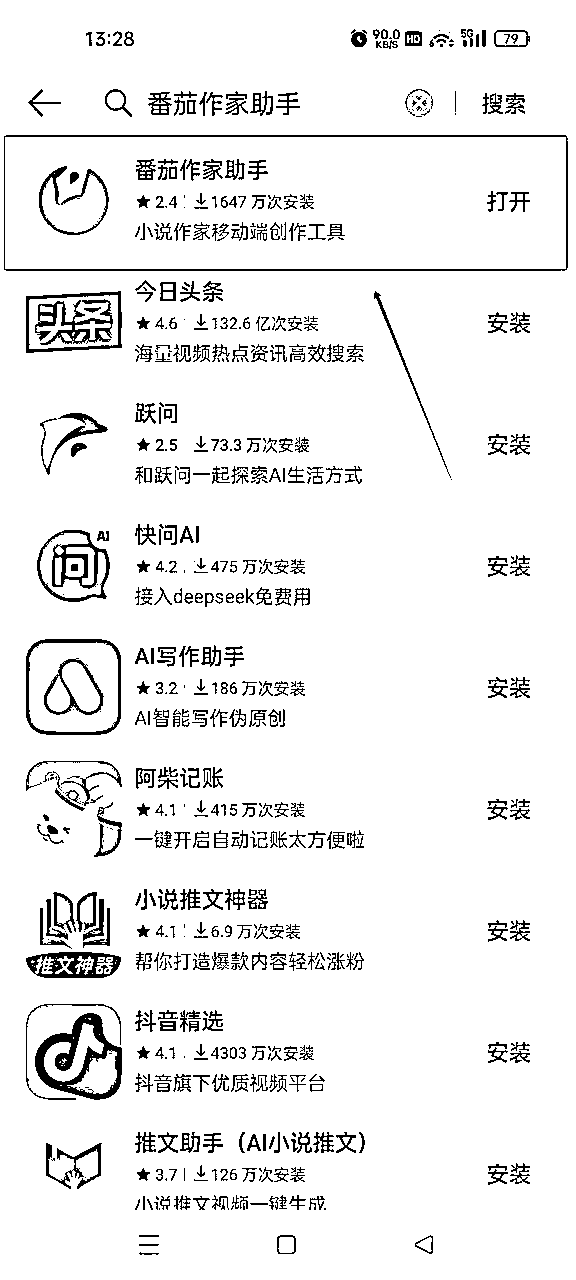 13:28
90.0 KB/S HD 5G 79
番茄作家助手 搜索
番茄作家助手
2.4 1647 万次安装
打开
小说作家移动端创作工具
头条
今日头条
4.6 132.6 亿次安装
安装
海量视频热点资讯高效搜索
跃问
2.5 73.3 万次安装
安装
和跃问一起探索AI生活方式
问 AI
快问AI
4.2 475 万次安装
安装
接入deepseek免费用
AI写作助手
3.2 186 万次安装
安装
AI智能写作伪原创
阿柴记账
4.1 415 万次安装
安装
一键开启自动记账太方便啦
推文神器
小说推文神器
4.1 6.9 万次安装
安装
帮你打造爆款内容轻松涨粉
抖音精选
4.1 4303 万次安装
安装
抖音旗下优质视频平台
推文助手（AI小说推文）
3.7 126 万次安装
安装
小说推文视频一键生成